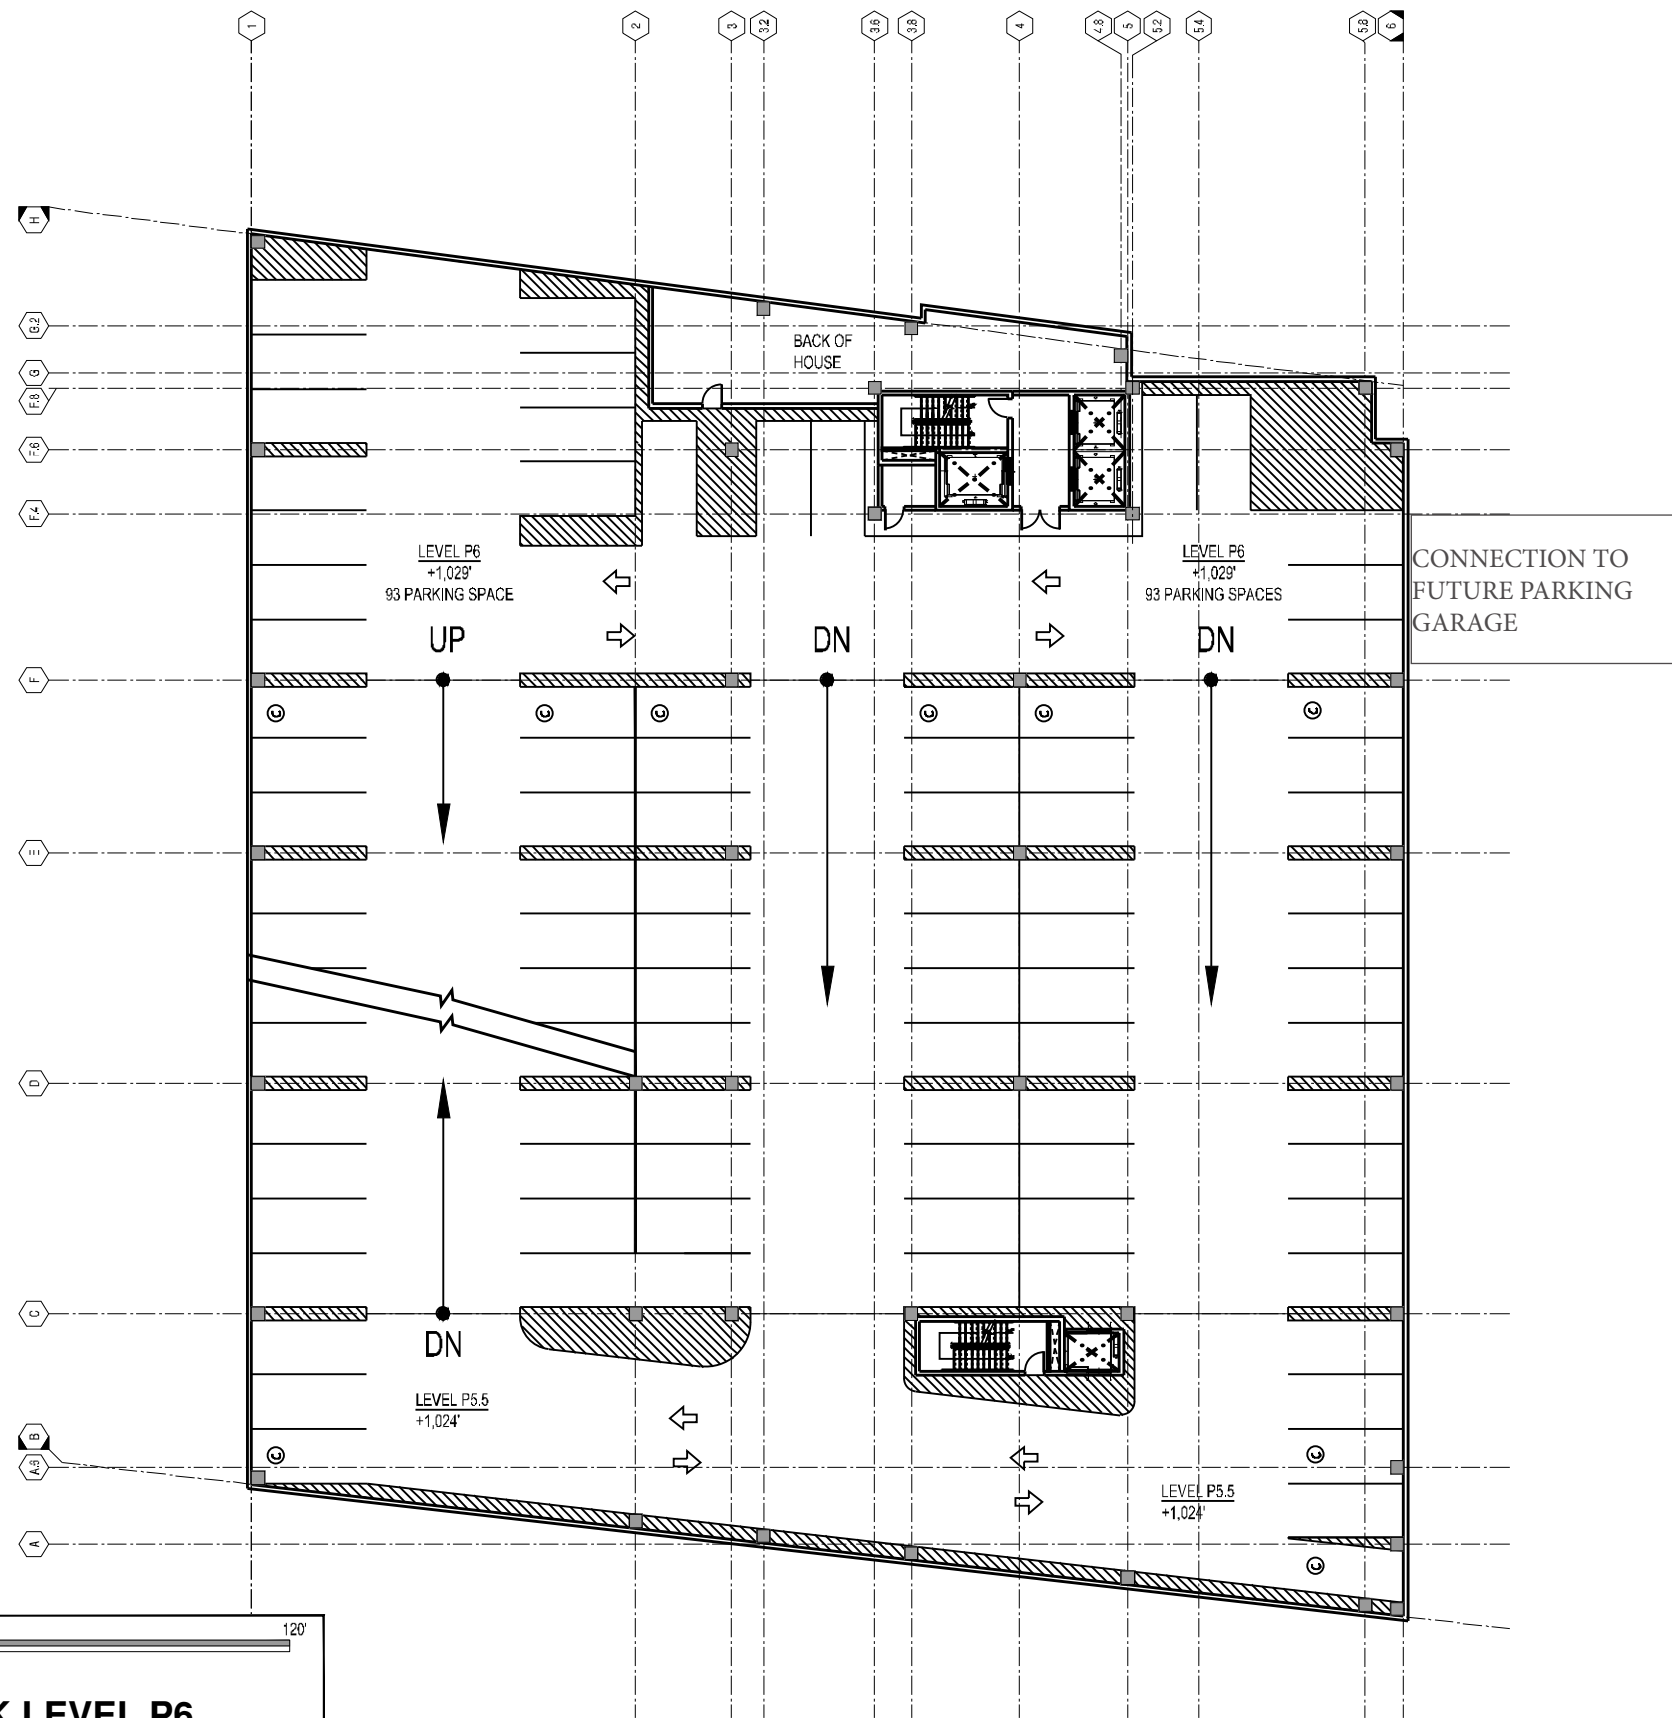 1
2
3
3.2
3.6
3.8
4
4.8
5
5.2
5.4
5.8
6
H
G.2
BACK OF
HOUSE
G
F.8
F.6
F.4
LEVEL P6
+1,029'
93 PARKING SPACE
LEVEL P6
+1,029'
93 PARKING SPACES
CONNECTION TO
FUTURE PARKING
GARAGE
UP
DN
DN
F
C
C
C
C
C
C
E
D
C
DN
LEVEL P5.5
+1,024'
B
A.9
C
C
LEVEL P5.5
+1,024'
A
C
120'
LEVEL P6